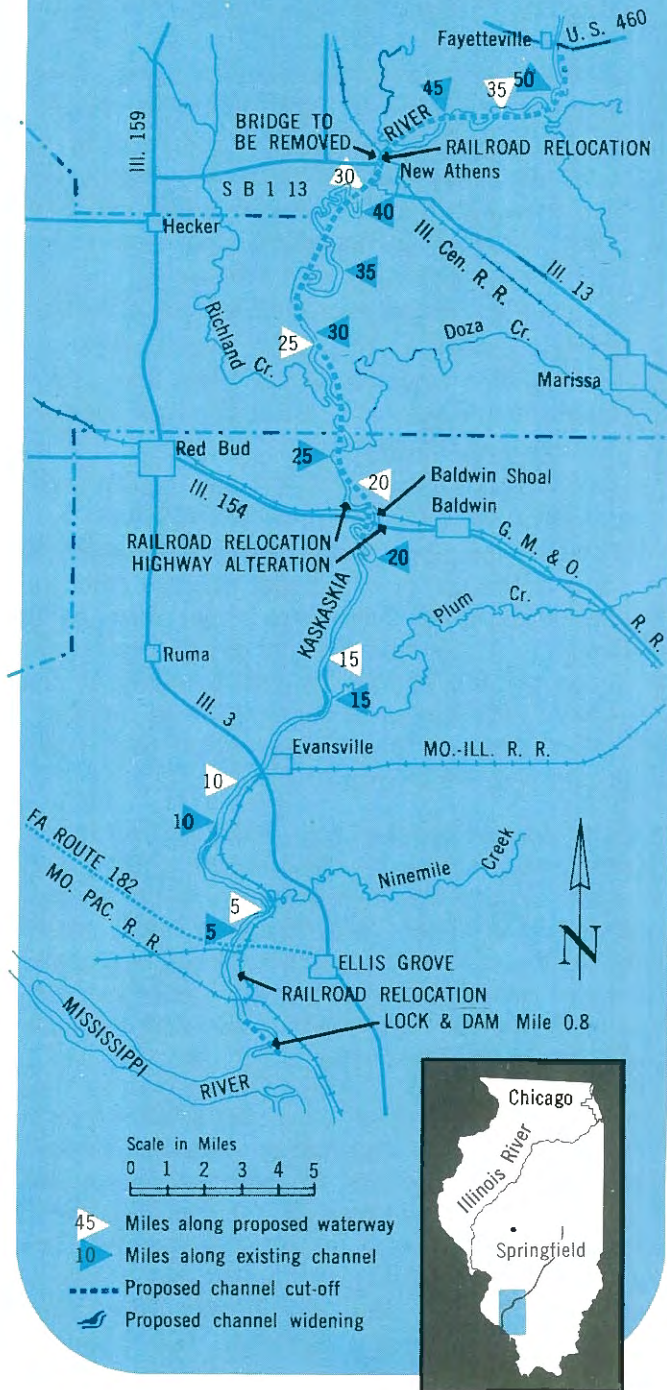 Fayetteville
U.S. 460
45
35
50
RIVER
BRIDGE TO
BE REMOVED
RAILROAD RELOCATION
New Athens
Ill. 159
30
S B 1 13
40
Hecker
Ill. Cen. R. R.
Ill. 13
35
Richland Cr.
25
30
Doza Cr.
Marissa
Red Bud
25
20
Baldwin Shoal
Ill. 154
Baldwin
RAILROAD RELOCATION
HIGHWAY ALTERATION
G. M. & O. R. R.
20
KASKASKIA
Plum Cr.
Ruma
15
15
Ill. 3
Evansville
MO.-ILL. R. R.
10
10
FA ROUTE 182
Ninemile Creek
MO. PAC. R. R
5
5
ELLIS GROVE
N
RAILROAD RELOCATION
LOCK & DAM Mile 0.8
MISSISSIPPI RIVER
Scale in Miles
0 1 2 3 4 5
45 Miles along proposed waterway
10 Miles along existing channel
Proposed channel cut-off
Proposed channel widening
Chicago
Illinois River
Springfield